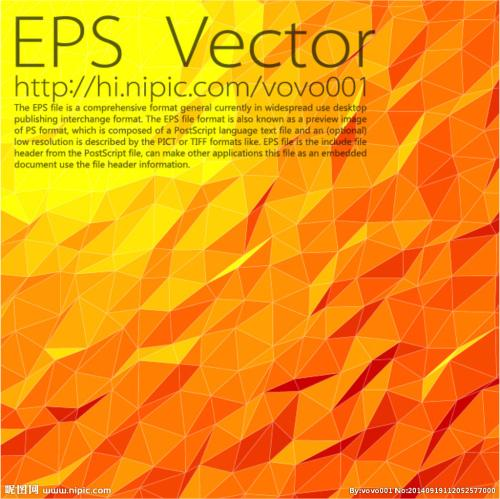 EPS Vector
http://hi.nipic.com/vovo001
The EPS file is a comprehensive format general currently in widespread use desktop
publishing interchange format. The EPS file format is also known as a preview image
of PS format, which is composed of a PostScript language text file and an (optional)
low resolution is described by the PICT or TIFF formats like. EPS file is the include file
header from the PostScript file, can make other applications this file as an embedded
document use the file header information.
昵图网 www.nipic.com
By:vovo001 No:20140919112052577000